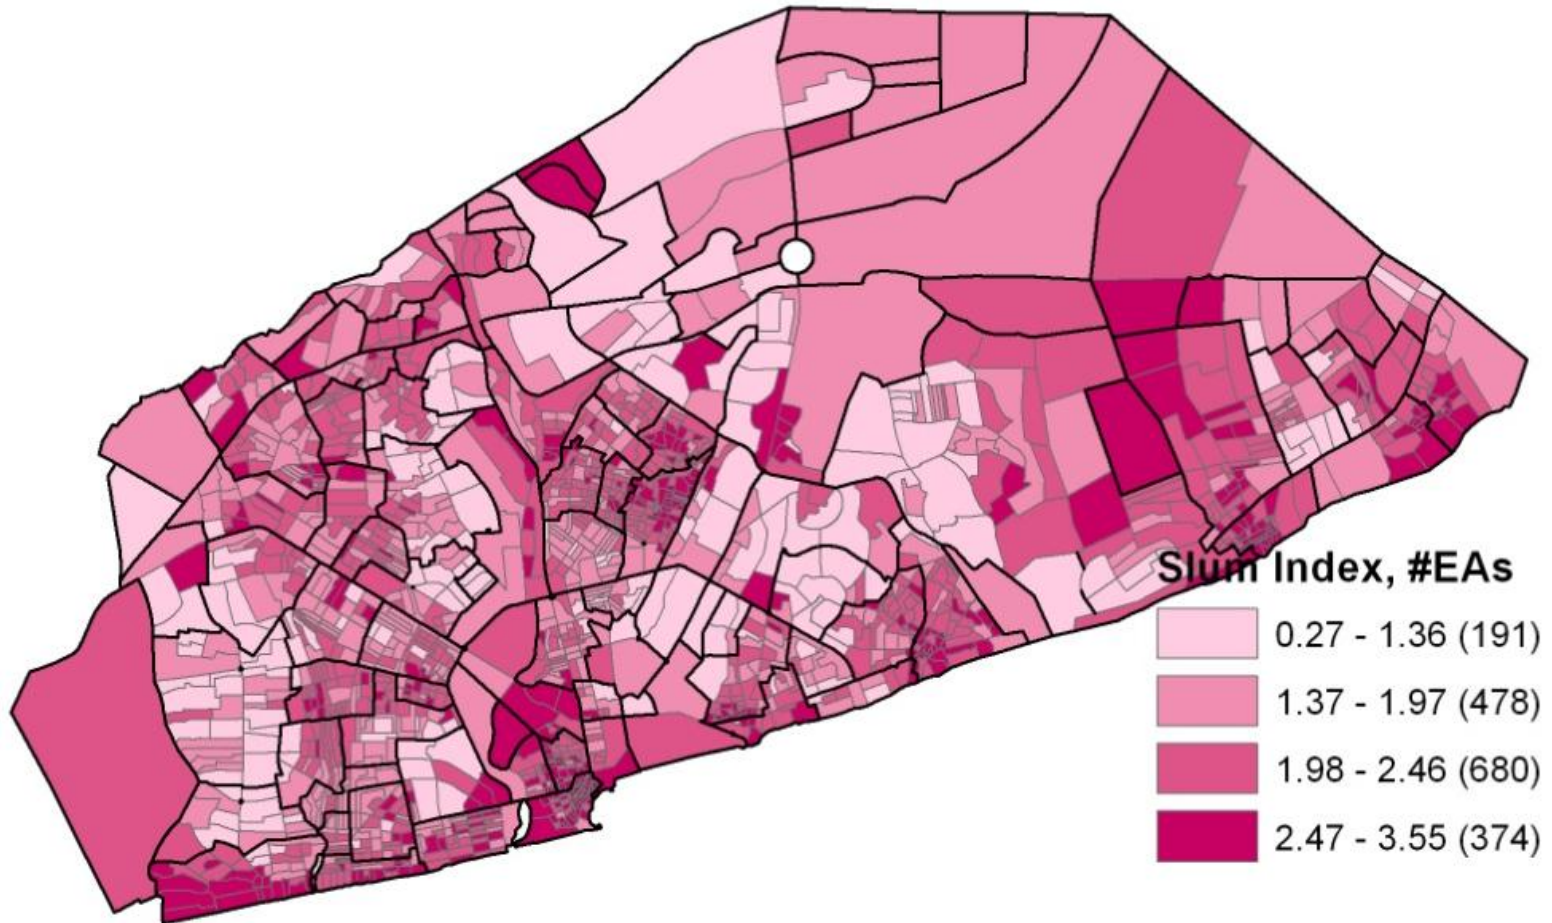 Slum Index, #EAs
0.27 - 1.36 (191)
1.37 - 1.97 (478)
1.98 - 2.46 (680)
2.47 - 3.55 (374)